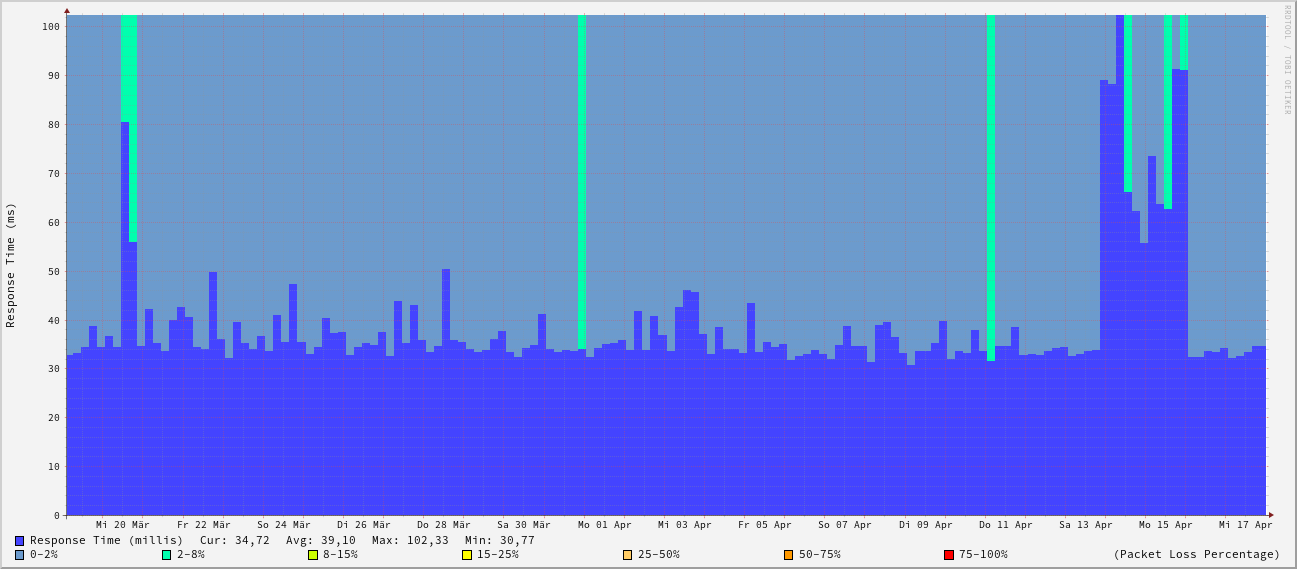 RRDTOOL / TOBI OETIKER
Response Time (ms)
100
90
80
70
60
50
40
30
20
10
0
Mi 20 Mär Fr 22 Mär So 24 Mär Di 26 Mär Do 28 Mär Sa 30 Mär Mo 01 Apr Mi 03 Apr Fr 05 Apr So 07 Apr Di 09 Apr Do 11 Apr Sa 13 Apr Mo 15 Apr Mi 17 Apr
Response Time (millis) Cur: 34,72 Avg: 39,10 Max: 102,33 Min: 30,77
0-2% 2-8% 8-15% 15-25% 25-50% 50-75% 75-100% (Packet Loss Percentage)